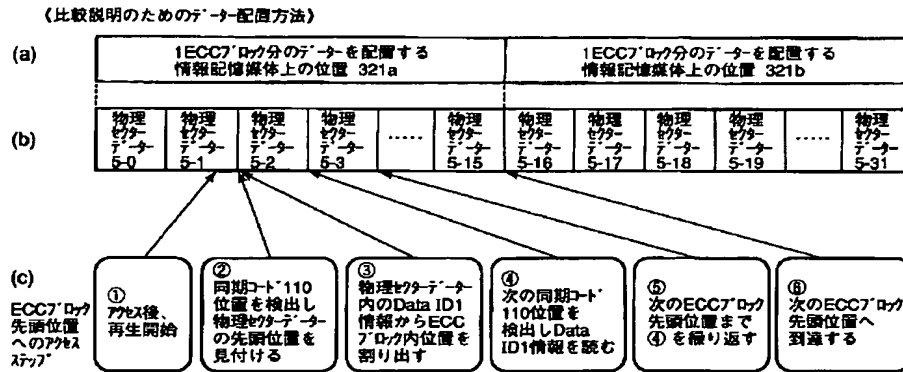 《比較説明のためのデーター配置方法》
(a)
1ECCブロック分のデーターを配置する
情報記憶媒体上の位置 321a
1ECCブロック分のデーターを配置する
情報記憶媒体上の位置 321b
(b)
物理
セクター
データー
5-0
物理
セクター
データー
5-1
物理
セクター
データー
5-2
物理
セクター
データー
5-3
.....
物理
セクター
データー
5-15
物理
セクター
データー
5-16
物理
セクター
データー
5-17
物理
セクター
データー
5-18
物理
セクター
データー
5-19
.....
物理
セクター
データー
5-31
(c)
ECCブロック
先頭位置
へのアクセス
ステップ
①
アクセス後、
再生開始
②
同期コード110
位置を検出し
物理セクターデーター
の先頭位置を
見付ける
③
物理セクターデーター
内のData ID1
情報からECC
ブロック内位置を
割り出す
④
次の同期コード
110位置を
検出しData
ID1情報を読む
⑤
次のECCブロック
先頭位置まで
④を繰り返す
⑥
次のECCブロック
先頭位置へ
到達する